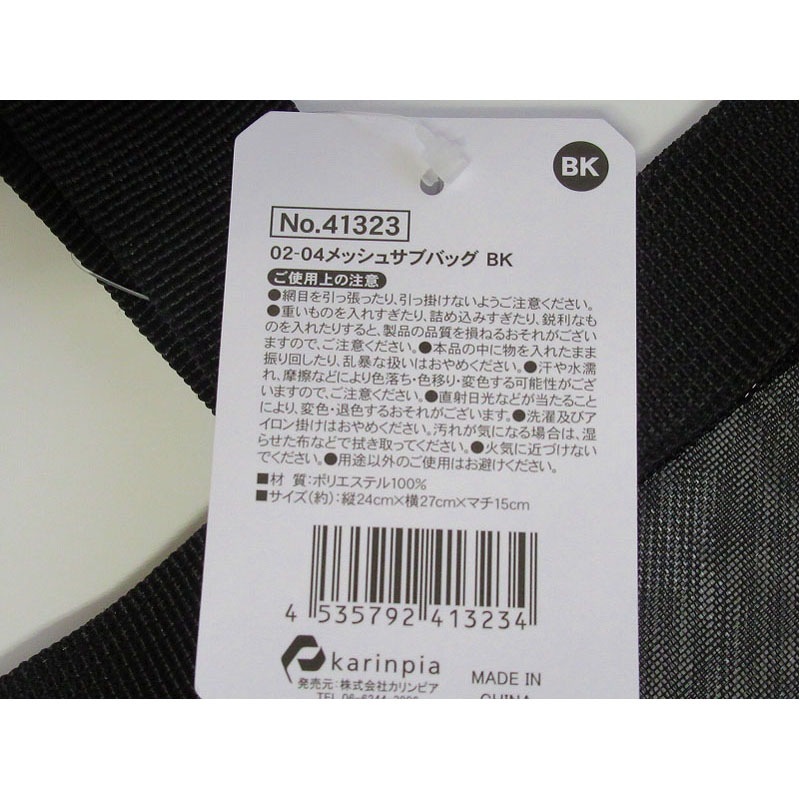 BK
No.41323
02-04メッシュサブバッグ BK
ご使用上の注意
●網目を引っ張ったり、引っ掛けないようご注意ください。
●重いものを入れすぎたり、詰め込みすぎたり、鋭利なも
のを入れたりすると、製品の品質を損ねるおそれがござい
ますので、ご注意ください。●本品の中に物を入れたまま
振り回したり、乱暴な扱いはおやめください。●汗や水濡
れ、摩擦などにより色落ち・色移り・変色する可能性がござ
いますので、ご注意ください。●直射日光などが当たること
により、変色・退色するおそれがございます。●洗濯及びア
イロン掛けはおやめください。汚れが気になる場合は、湿
らせた布などで拭き取ってください。●火気に近づけない
でください。●用途以外のご使用はお避けください。
■材 質:ポリエステル100%
■サイズ(約):縦24cm×横27cm×マチ15cm
4 535792 413234
karinpia
発売元:株式会社カリンピア
MADE IN
CHINA